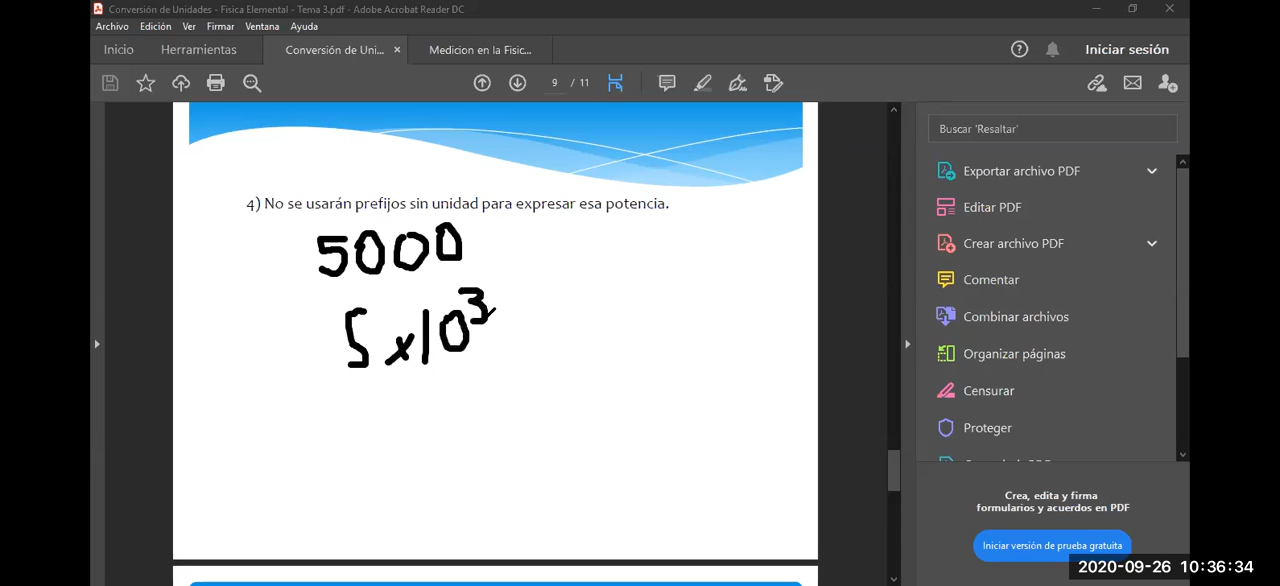 Conversión de Unidades - Fisica Elemental - Tema 3.pdf - Adobe Acrobat Reader DC
Archivo Edición Ver Firmar Ventana Ayuda
Inicio Herramientas Conversión de Uni... × Medicion en la Fisic... Iniciar sesión
9 / 11
Buscar 'Resaltar'
Exportar archivo PDF
Editar PDF
Crear archivo PDF
Comentar
Combinar archivos
Organizar páginas
Censurar
Proteger
Crea, edita y firma
formularios y acuerdos en PDF
Iniciar versión de prueba gratuita
4) No se usarán prefijos sin unidad para expresar esa potencia.
5000
5 x 10³
2020-09-26 10:36:34